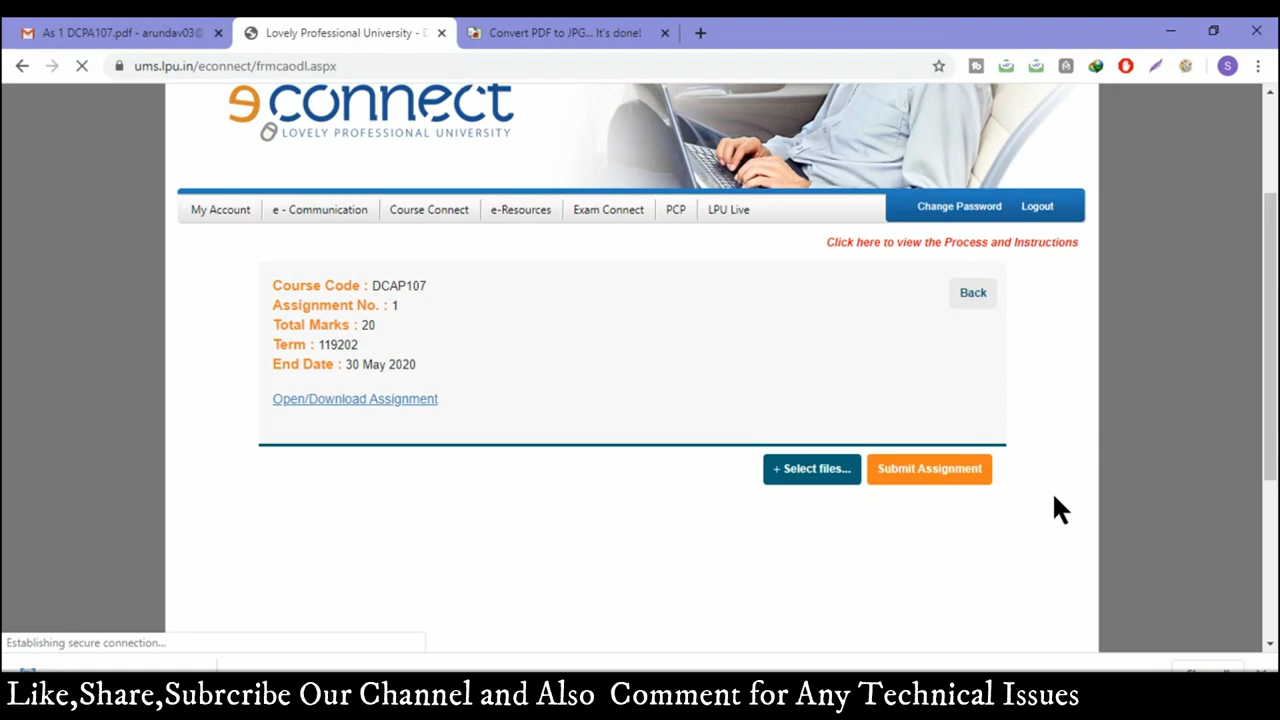 As 1 DCPA107.pdf - arundav03@
Lovely Professional University - D
Convert PDF to JPG... It's done!
ums.lpu.in/econnect/frmcaodl.aspx
S
econnect
LOVELY PROFESSIONAL UNIVERSITY
My Account
e - Communication
Course Connect
e-Resources
Exam Connect
PCP
LPU Live
Change Password
Logout
Click here to view the Process and Instructions
Course Code : DCAP107
Back
Assignment No. : 1
Total Marks : 20
Term : 119202
End Date : 30 May 2020
Open/Download Assignment
+ Select files...
Submit Assignment
Establishing secure connection...
Like,Share,Subrcribe Our Channel and Also Comment for Any Technical Issues